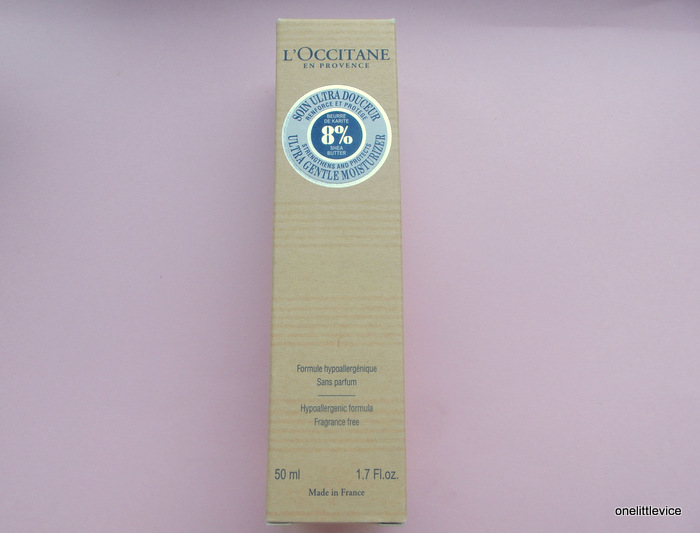 L'OCCITANE
EN PROVENCE
SOIN ULTRA DOUCEUR
RENFORCE ET PROTÈGE
BEURRE
DE KARITÉ
8%
SHEA
BUTTER
STRENGTHENS AND PROTECTS
ULTRA GENTLE MOISTURIZER
Formule hypoallergénique
Sans parfum
Hypoallergenic formula
Fragrance free
50 ml 1.7 Fl.oz.
Made in France
onelittlevice